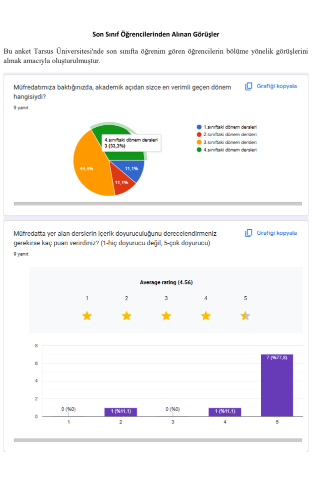 Son Sınıf Öğrencilerinden Alınan Görüşler
Bu anket Tarsus Üniversitesi'nde son sınıfta öğrenim gören öğrencilerin bölüme yönelik görüşlerini
almak amacıyla oluşturulmuştur.
Müfredatımıza baktığınızda, akademik açıdan sizce en verimli geçen dönem
hangisiydi?
Grafiği kopyala
9 yanıt
1.sınıftaki dönem dersleri
2.sınıftaki dönem dersleri
3.sınıftaki dönem dersleri
4.sınıftaki dönem dersleri
4.sınıftaki dönem dersleri
3 (33,3%)
11,1%
11,1%
44,4%
Müfredatta yer alan derslerin içerik doyuruculuğunu derecelendirmeniz
gerekirse kaç puan verirdiniz? (1-hiç doyurucu değil, 5-çok doyurucu)
Grafiği kopyala
9 yanıt
Average rating (4.56)
1 2 3 4 5
8
6
4
2
0
0 (%0) 1 (%11,1) 0 (%0) 1 (%11,1) 7 (%77,8)
1 2 3 4 5